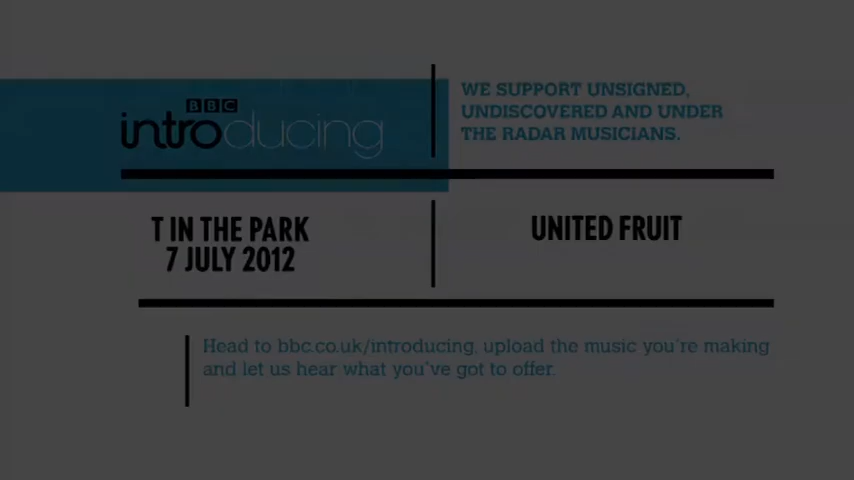 BBC
introducing
WE SUPPORT UNSIGNED,
UNDISCOVERED AND UNDER
THE RADAR MUSICIANS.
T IN THE PARK
7 JULY 2012
UNITED FRUIT
Head to bbc.co.uk/introducing, upload the music you're making
and let us hear what you've got to offer.